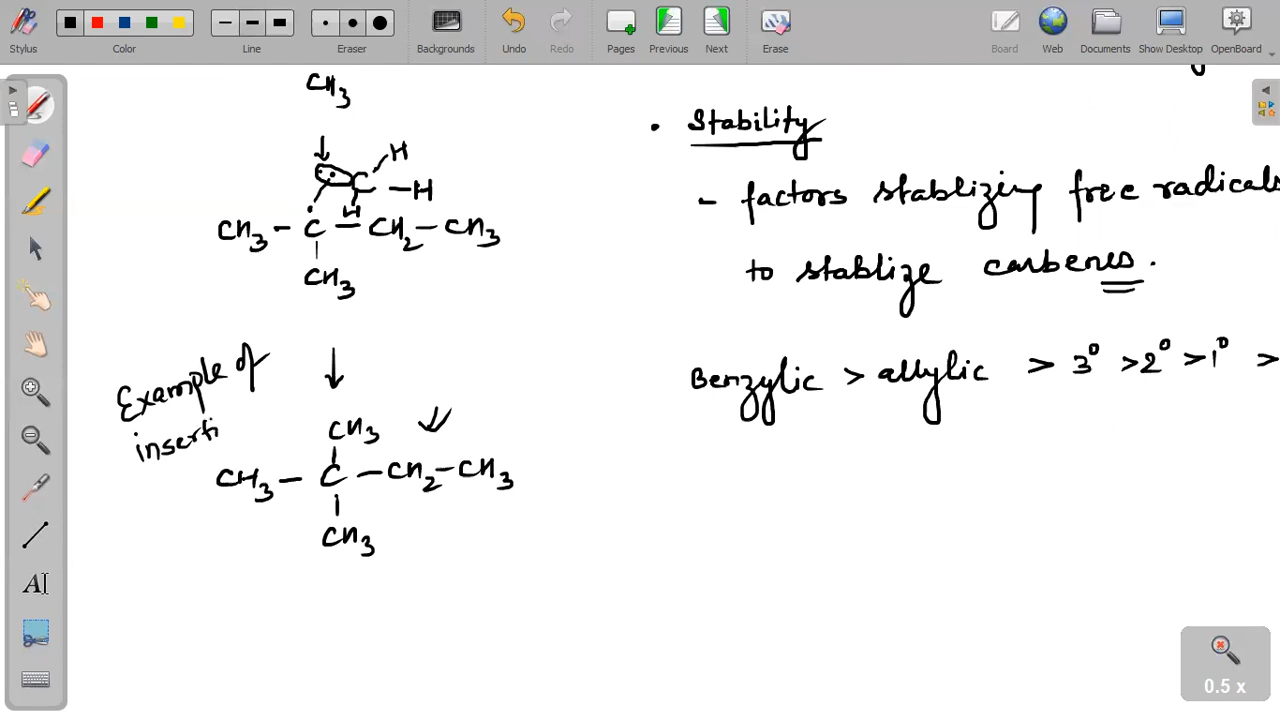 Stylus Color Line Eraser Backgrounds Undo Redo Pages Previous Next Erase Board Web Documents Show Desktop OpenBoard
CH3
H
C - H
H
CH3 - C - CH2 - CH3
CH3
Example of
inserti
CH3
CH3 - C - CH2 - CH3
CH3
• Stability
- factors stablizing free radicals
to stablize carbenes.
Benzylic > allylic > 3° > 2° > 1° >
AI
0.5 x